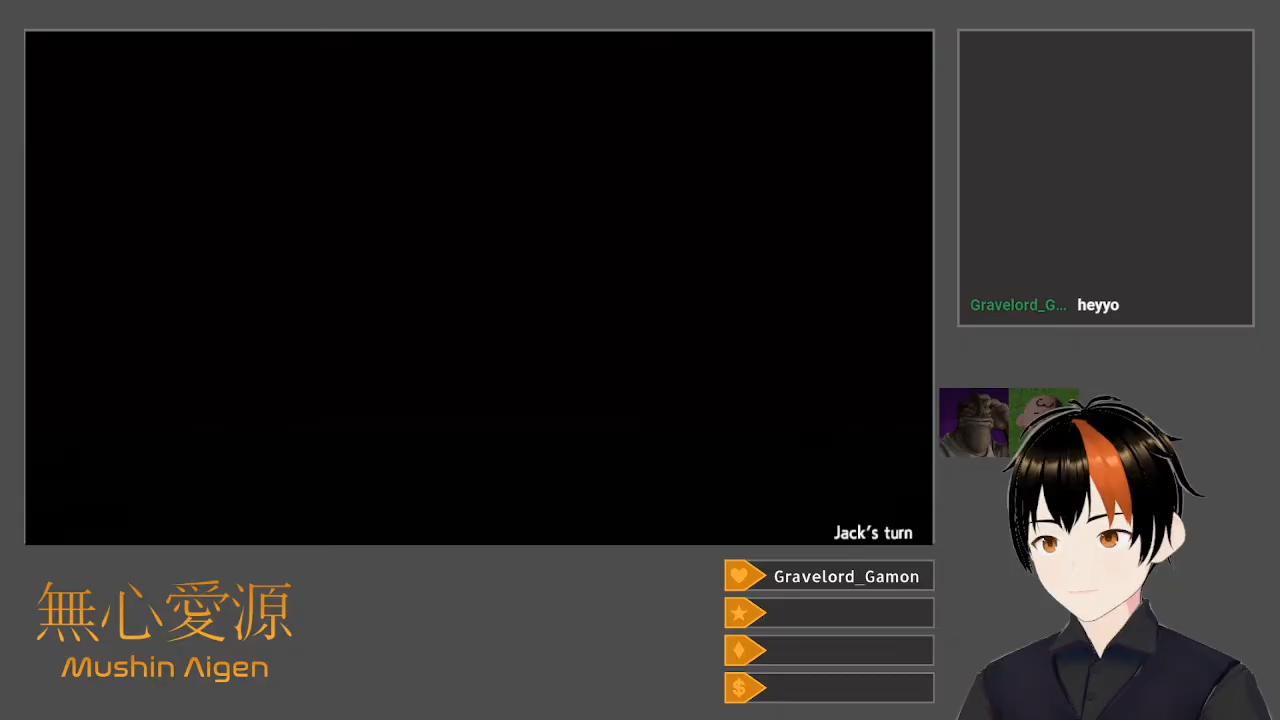 Gravelord_G... heyyo
Jack's turn
Gravelord_Gamon
無心愛源
Mushin Aigen